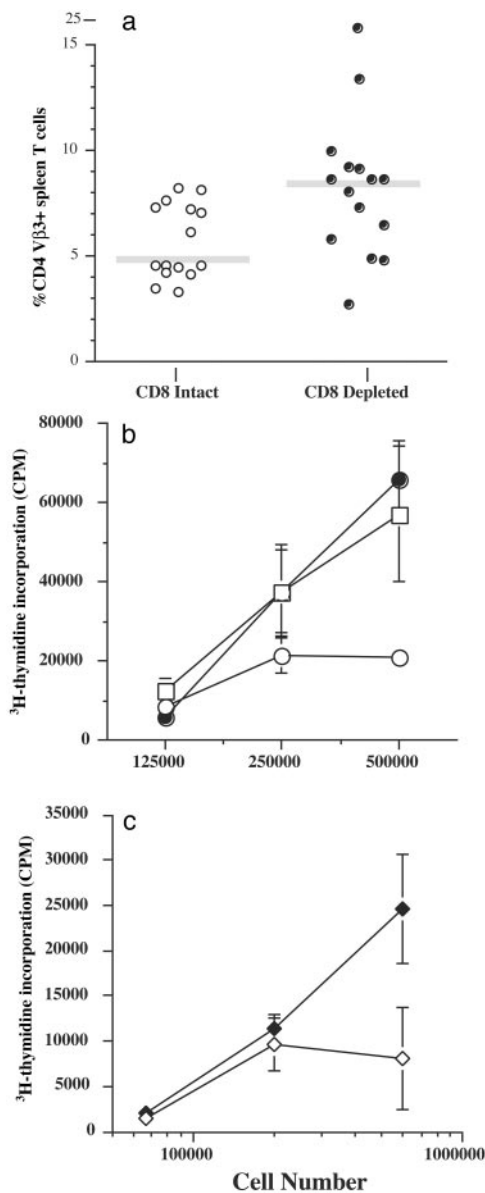 a
%CD4 Vβ3+ spleen T cells
25
15
10
5
0
CD8 Intact
CD8 Depleted
b
³H-thymidine incorporation (CPM)
80000
60000
40000
20000
0
125000
250000
500000
c
³H-thymidine incorporation (CPM)
35000
30000
25000
20000
15000
10000
5000
0
100000
1000000
Cell Number